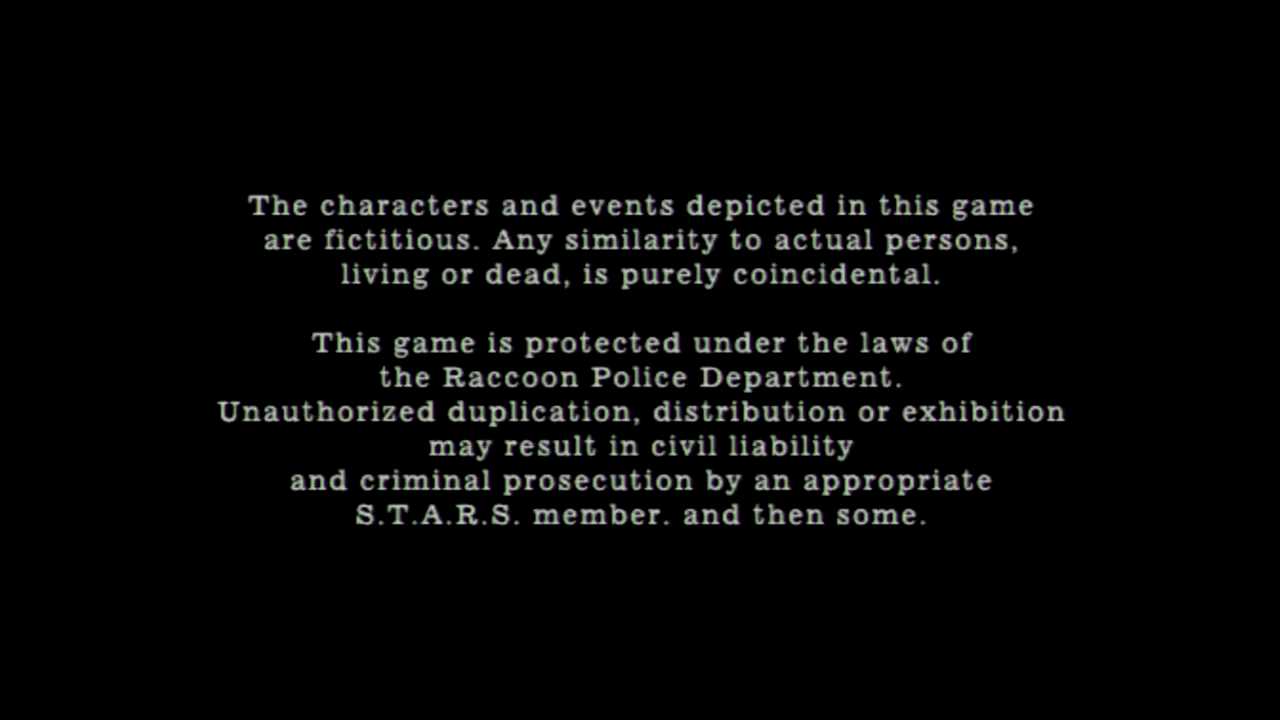 The characters and events depicted in this game
are fictitious. Any similarity to actual persons,
living or dead, is purely coincidental.
This game is protected under the laws of
the Raccoon Police Department.
Unauthorized duplication, distribution or exhibition
may result in civil liability
and criminal prosecution by an appropriate
S.T.A.R.S. member. and then some.